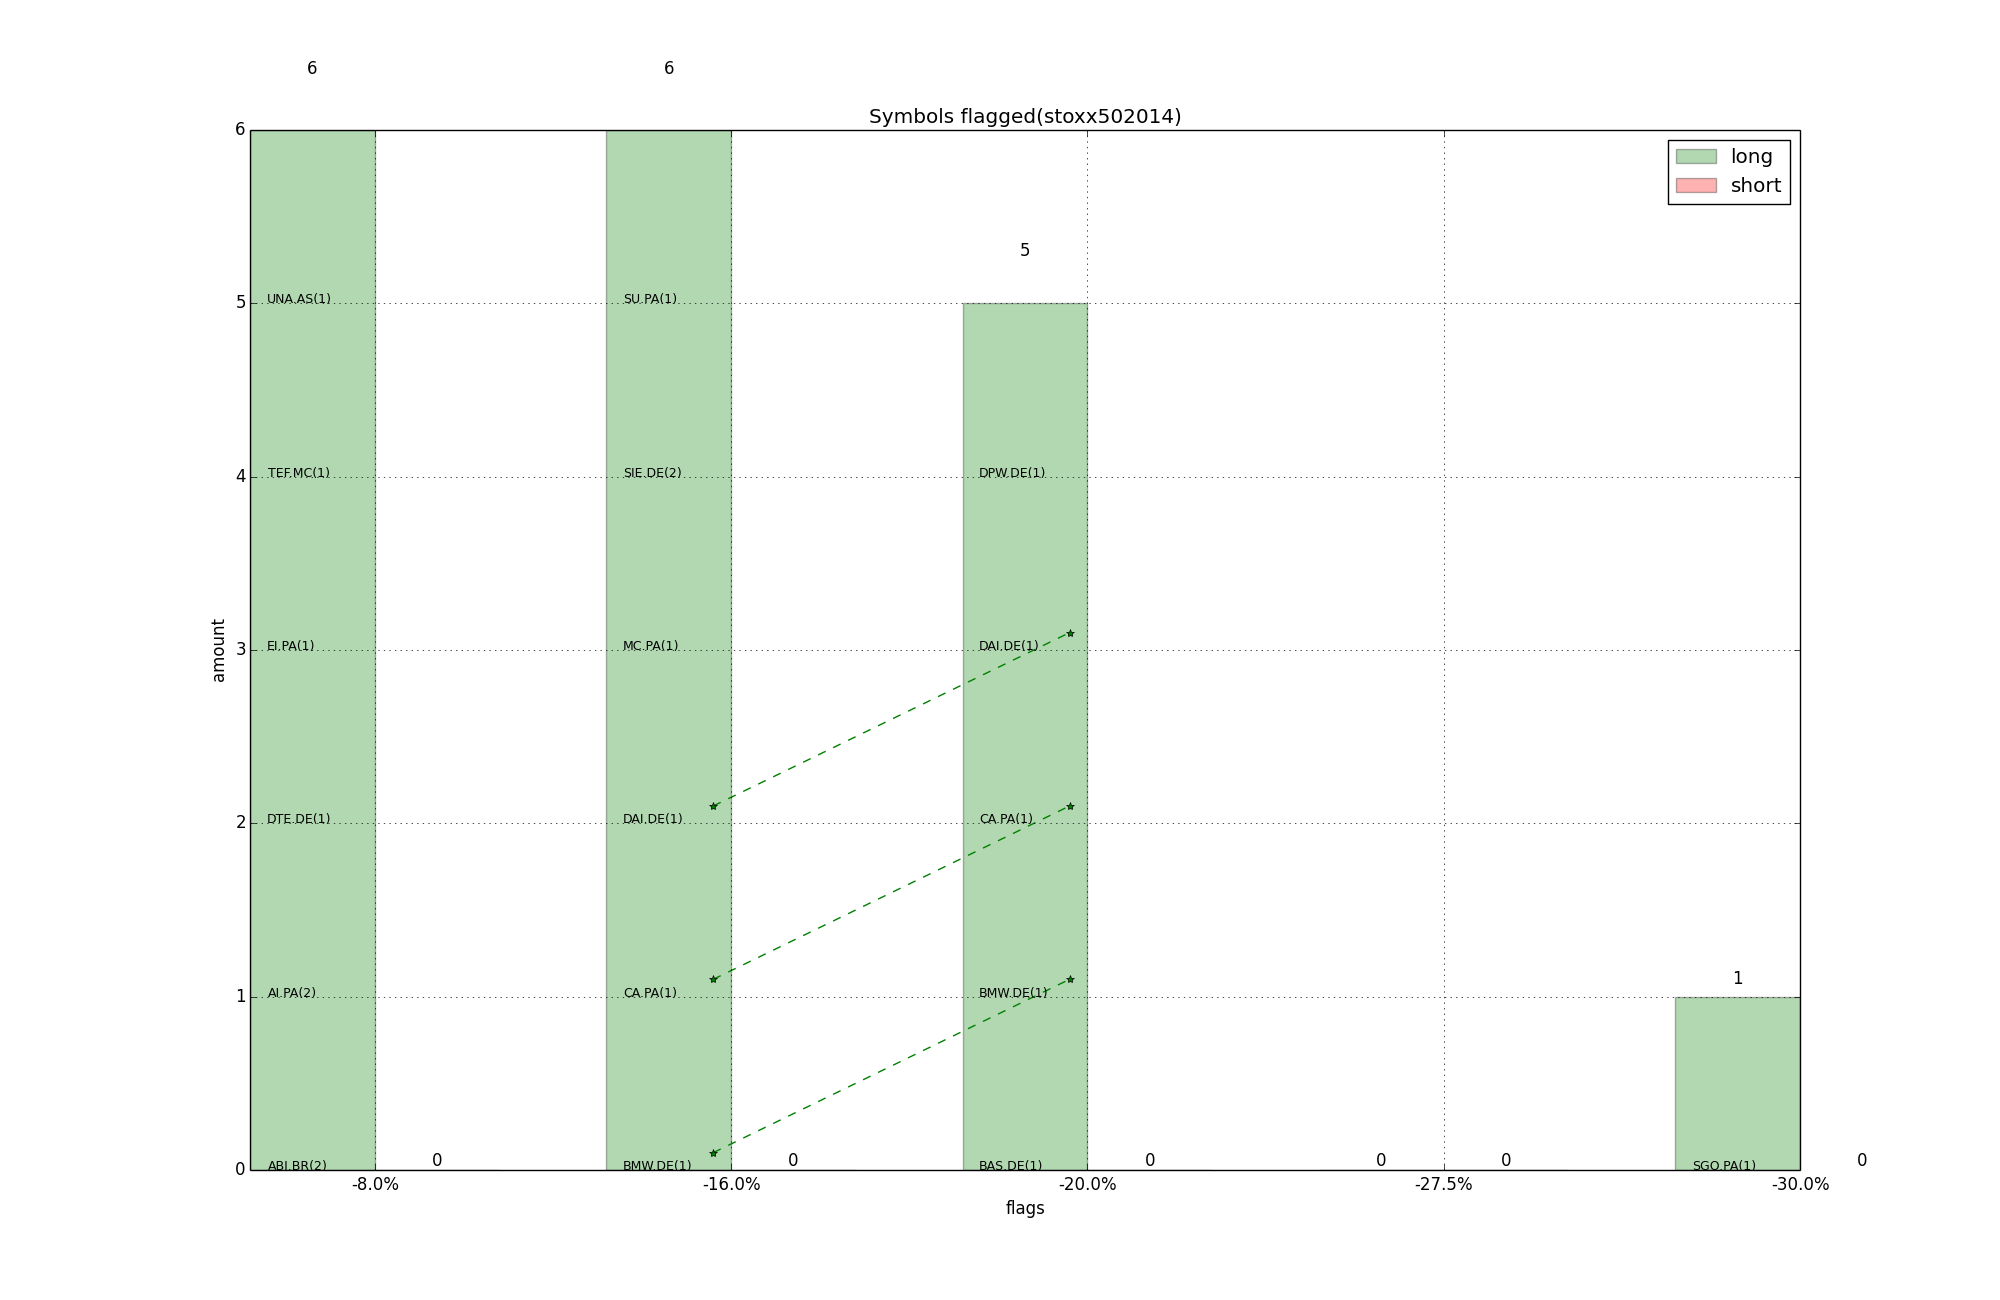 6 6
Symbols flagged(stoxx502014)
6
long
short
5
5 UNA.AS(1) SU.PA(1)
4 TEF.MC(1) SIE.DE(2) DPW.DE(1)
amount
3 EI.PA(1) MC.PA(1) DAI.DE(1)
2 DTE.DE(1) DAI.DE(1) CA.PA(1)
1
1 AI.PA(2) CA.PA(1) BMW.DE(1)
0 0 0 0 0 0
0 ABI.BR(2) BMW.DE(1) BAS.DE(1) SGO.PA(1)
-8.0% -16.0% -20.0% -27.5% -30.0%
flags